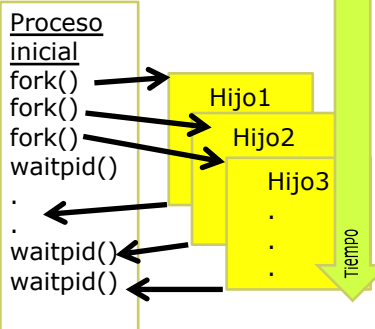 Proceso
inicial
fork()
fork()
fork()
waitpid()
.
.
waitpid()
waitpid()
Hijo1
Hijo2
Hijo3
.
.
.
Tiempo